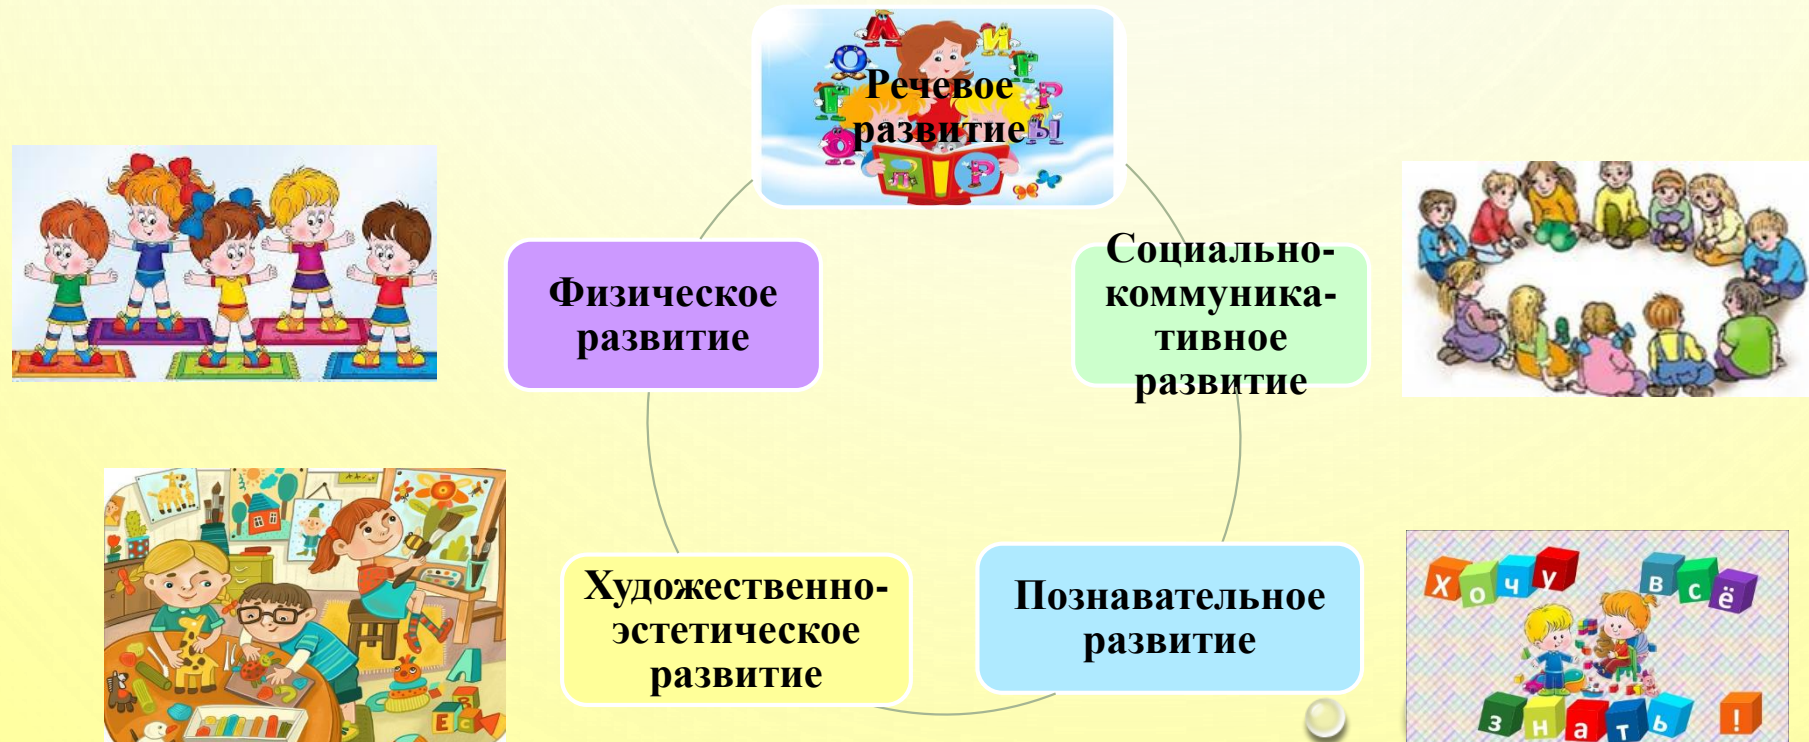 Речевое
развитие
Физическое
развитие
Социально-
коммуника-
тивное
развитие
Художественно-
эстетическое
развитие
Познавательное
развитие
Хочу всё
знать!